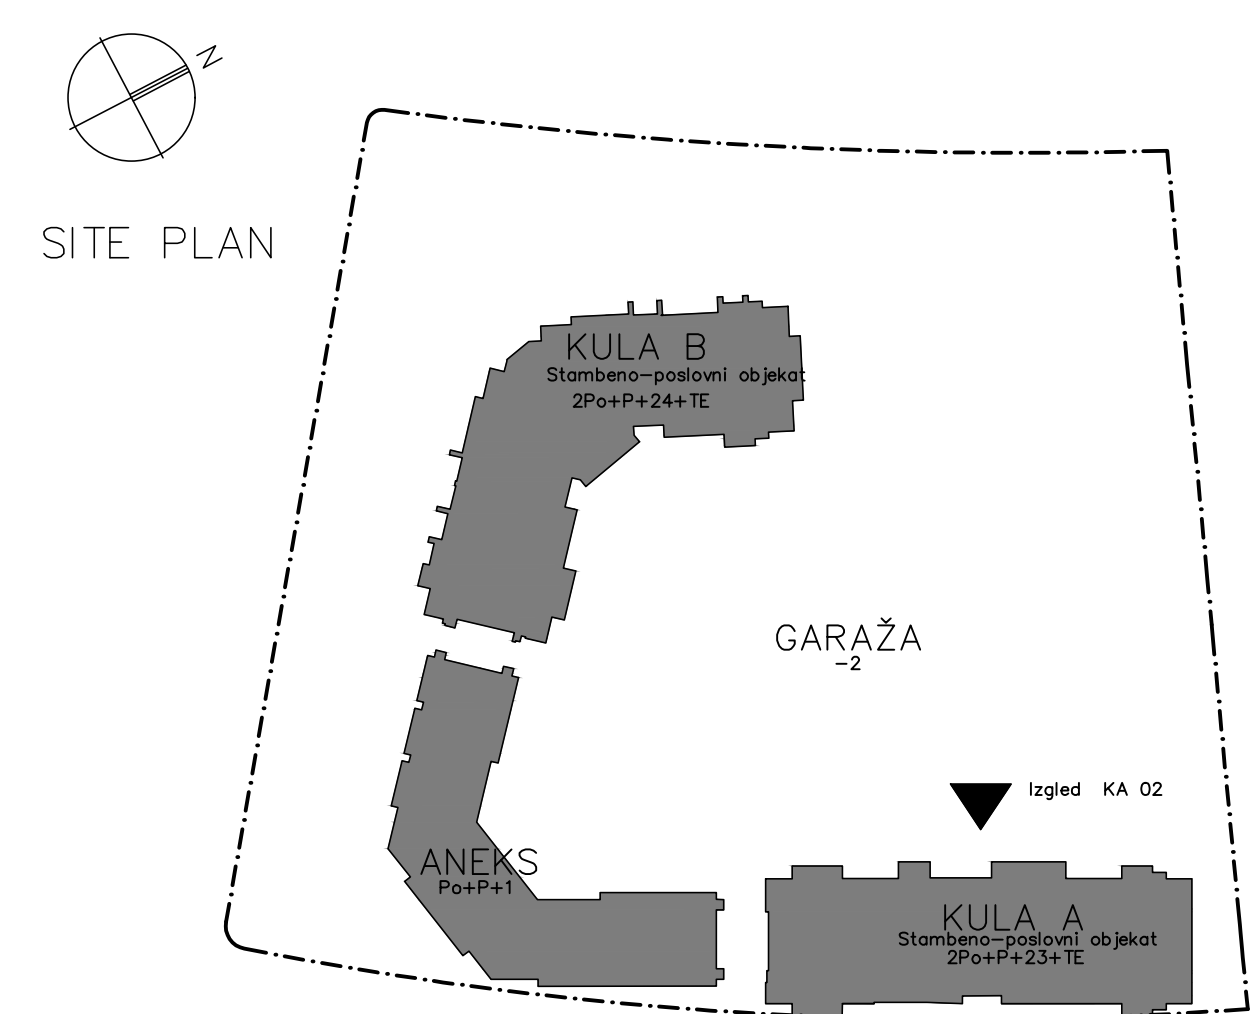 N
SITE PLAN
KULA B
Stambeno-poslovni objekat
2Po+P+24+TE
GARAŽA
-2
Izgled KA 02
ANEKS
Po+P+1
KULA A
Stambeno-poslovni objekat
2Po+P+23+TE